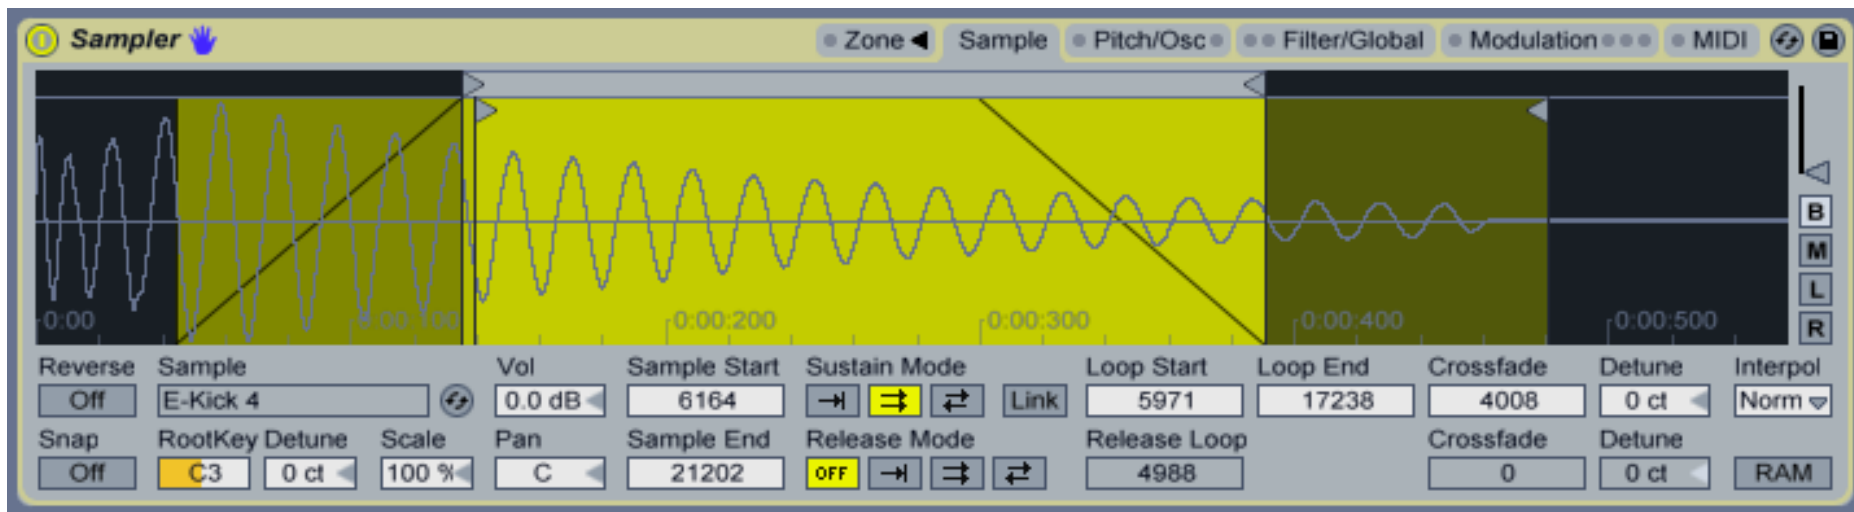 Sampler Zone Sample Pitch/Osc Filter/Global Modulation MIDI
B
M
L
R
0:00 0:00:100 0:00:200 0:00:300 0:00:400 0:00:500
Reverse Sample Vol Sample Start Sustain Mode Loop Start Loop End Crossfade Detune Interpol
Off E-Kick 4 0.0 dB 6164 Link 5971 17238 4008 0 ct Norm
Snap RootKey Detune Scale Pan Sample End Release Mode Release Loop Crossfade Detune
Off C3 0 ct 100 % C 21202 OFF 4988 0 0 ct RAM